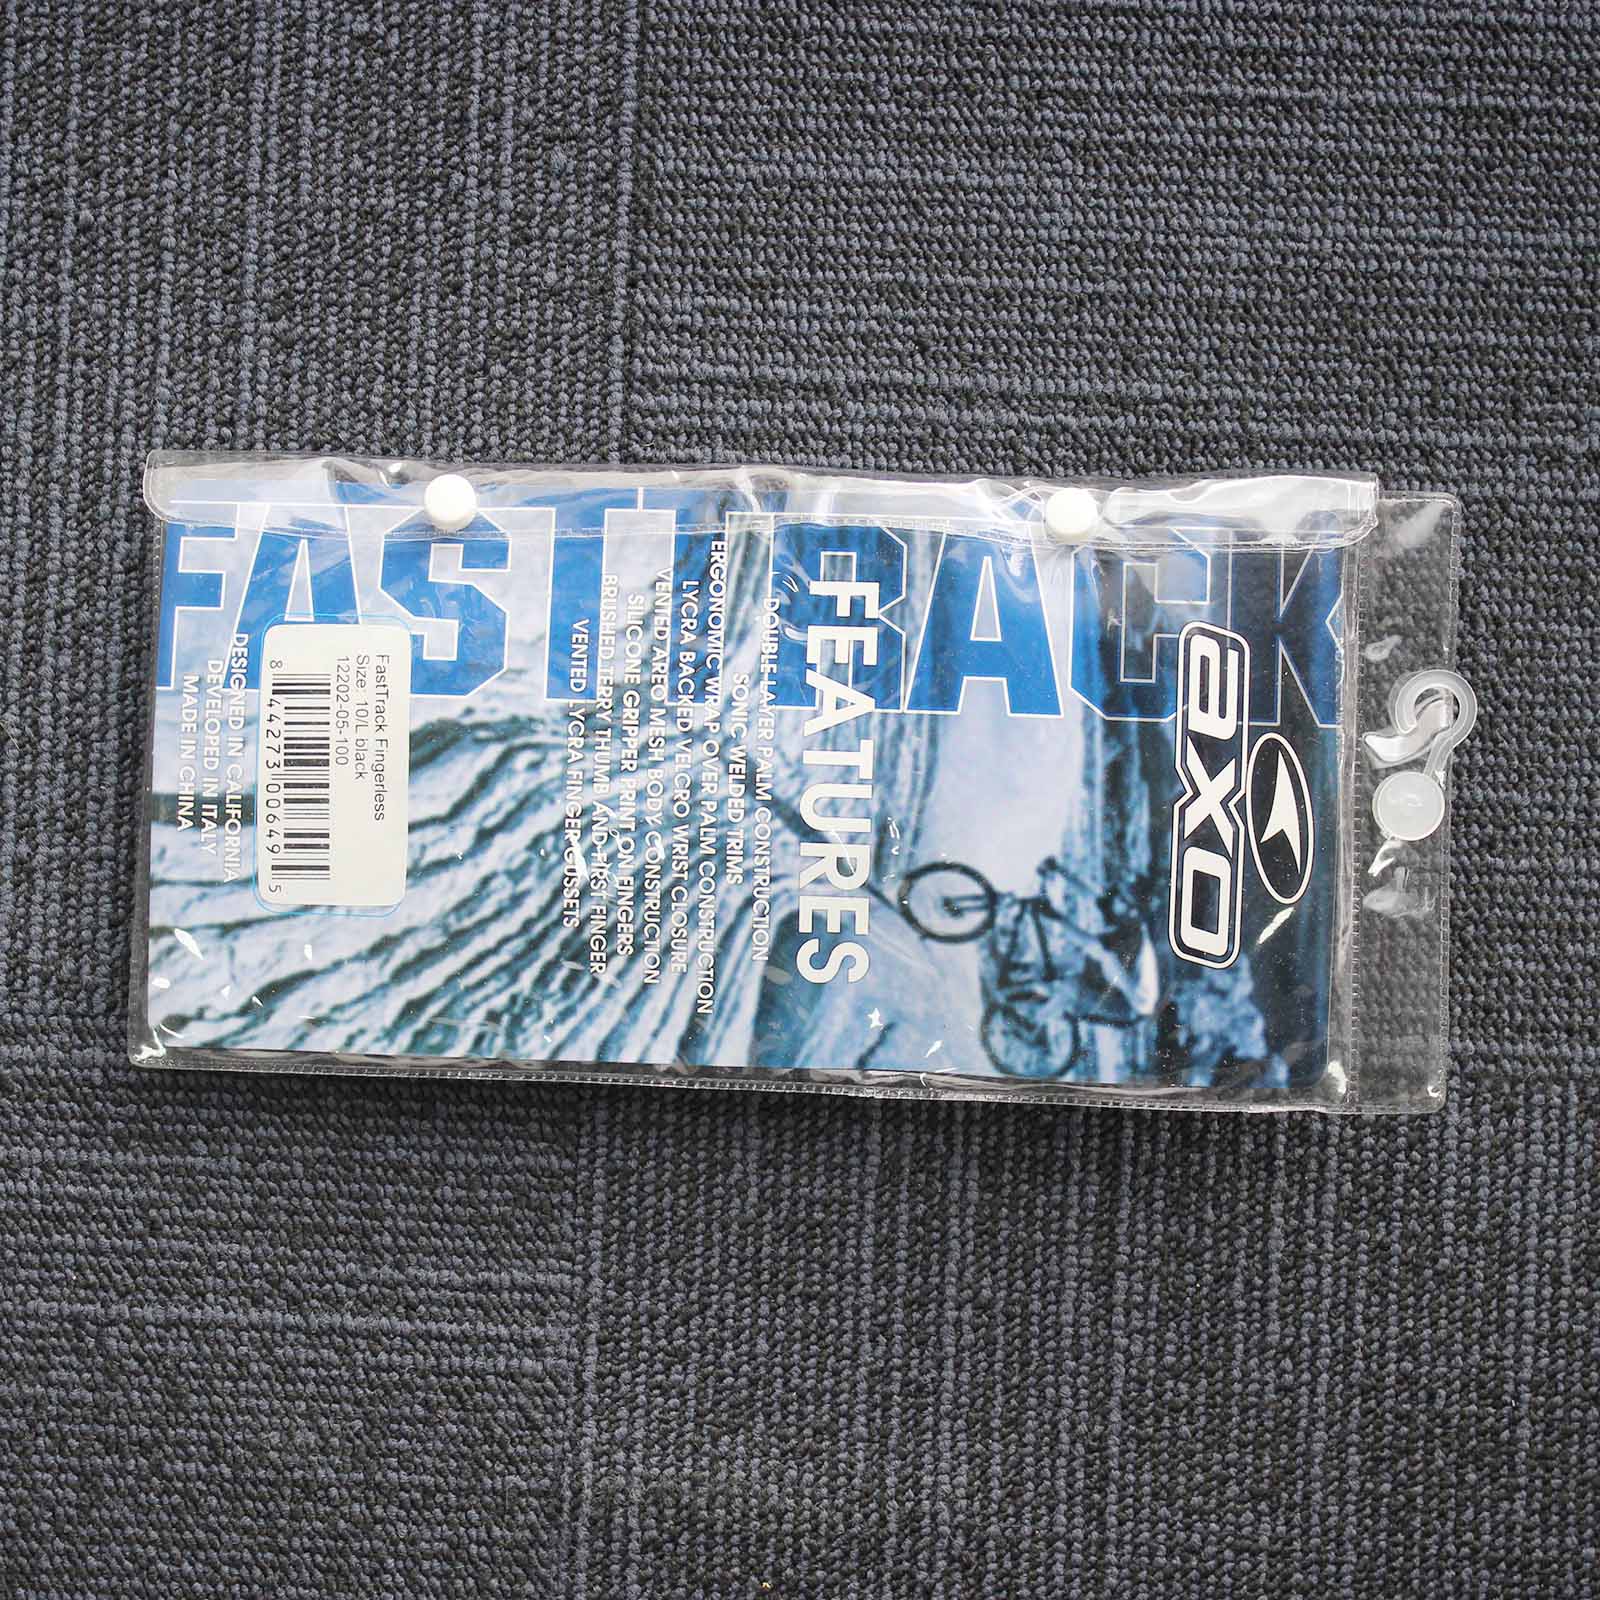 FASTTRACK
axo
FEATURES
DOUBLE LAYER PALM CONSTRUCTION
SONIC WELDED TRIMS
ERGONOMIC WRAP OVER PALM CONSTRUCTION
LYCRA BACKED VELCRO WRIST CLOSURE
VENTED AREO MESH BODY CONSTRUCTION
SILICONE GRIPPER PRINT ON FINGERS
BRUSHED TERRY THUMB AND FIRST FINGER
VENTED LYCRA FINGER GUSSETS
FastTrack Fingerless
Size: 10/L black
12202-05-100
8 44273 00649 5
DESIGNED IN CALIFORNIA
DEVELOPED IN ITALY
MADE IN CHINA